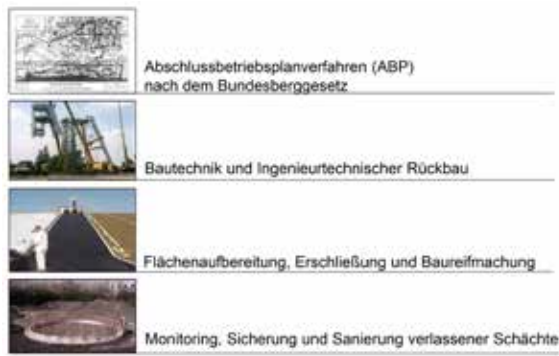 Abschlussbetriebsplanverfahren (ABP)
nach dem Bundesberggesetz
Bautechnik und Ingenieurtechnischer Rückbau
Flächenaufbereitung, Erschließung und Baureifmachung
Monitoring, Sicherung und Sanierung verlassener Schächte